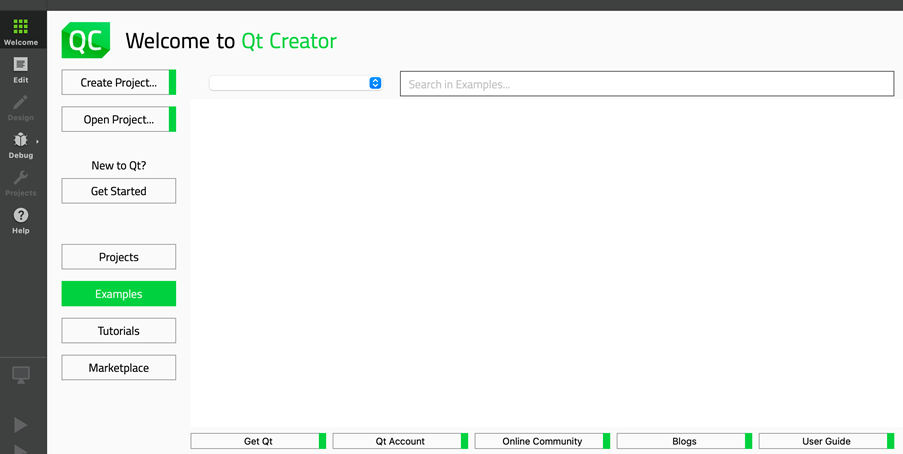 Welcome
Edit
Design
Debug
Projects
Help
QC
Welcome to Qt Creator
Create Project...
Open Project...
New to Qt?
Get Started
Projects
Examples
Tutorials
Marketplace
Search in Examples...
Get Qt
Qt Account
Online Community
Blogs
User Guide